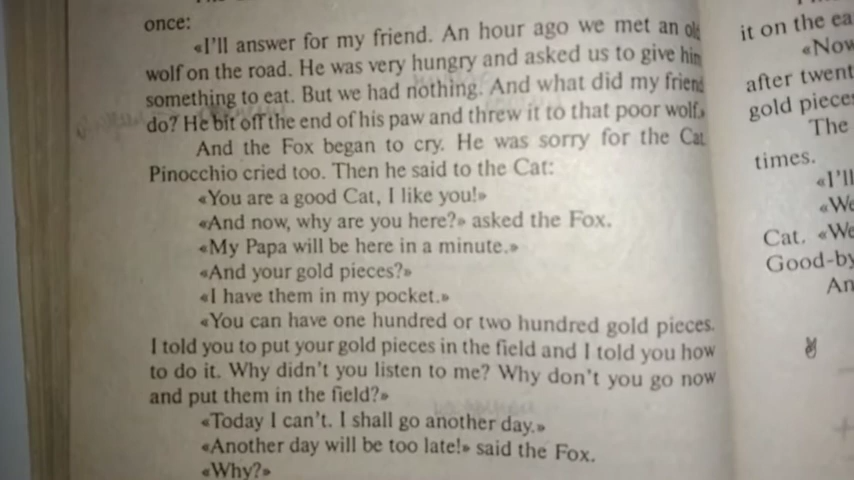 once:
«I'll answer for my friend. An hour ago we met an old
wolf on the road. He was very hungry and asked us to give him
something to eat. But we had nothing. And what did my friend
do? He bit off the end of his paw and threw it to that poor wolf.»
And the Fox began to cry. He was sorry for the Cat.
Pinocchio cried too. Then he said to the Cat:
«You are a good Cat, I like you!»
«And now, why are you here?» asked the Fox.
«My Papa will be here in a minute.»
«And your gold pieces?»
«I have them in my pocket.»
«You can have one hundred or two hundred gold pieces.
I told you to put your gold pieces in the field and I told you how
to do it. Why didn't you listen to me? Why don't you go now
and put them in the field?»
«Today I can't. I shall go another day.»
«Another day will be too late!» said the Fox.
«Why?»
it on the
«Now
after
gold
The
times.
«I'll
«We
Cat. «We